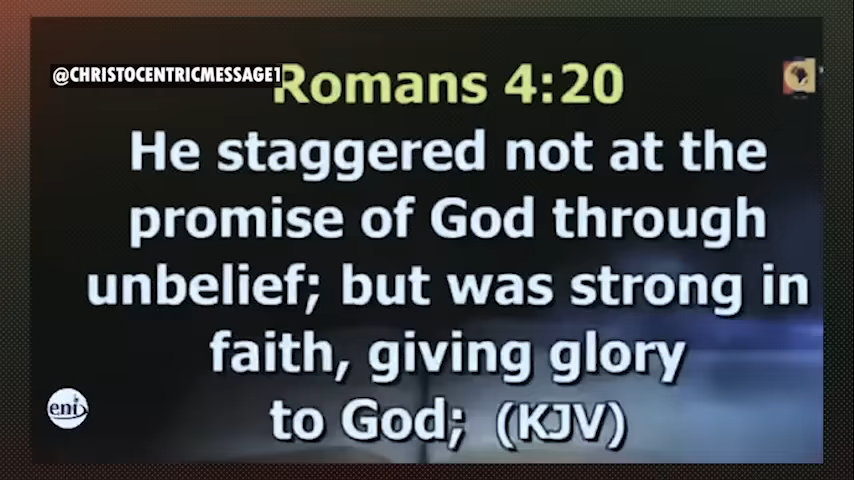 @CHRISTOCENTRICMESSAGE1
Romans 4:20
He staggered not at the
promise of God through
unbelief; but was strong in
faith, giving glory
to God; (KJV)
eni